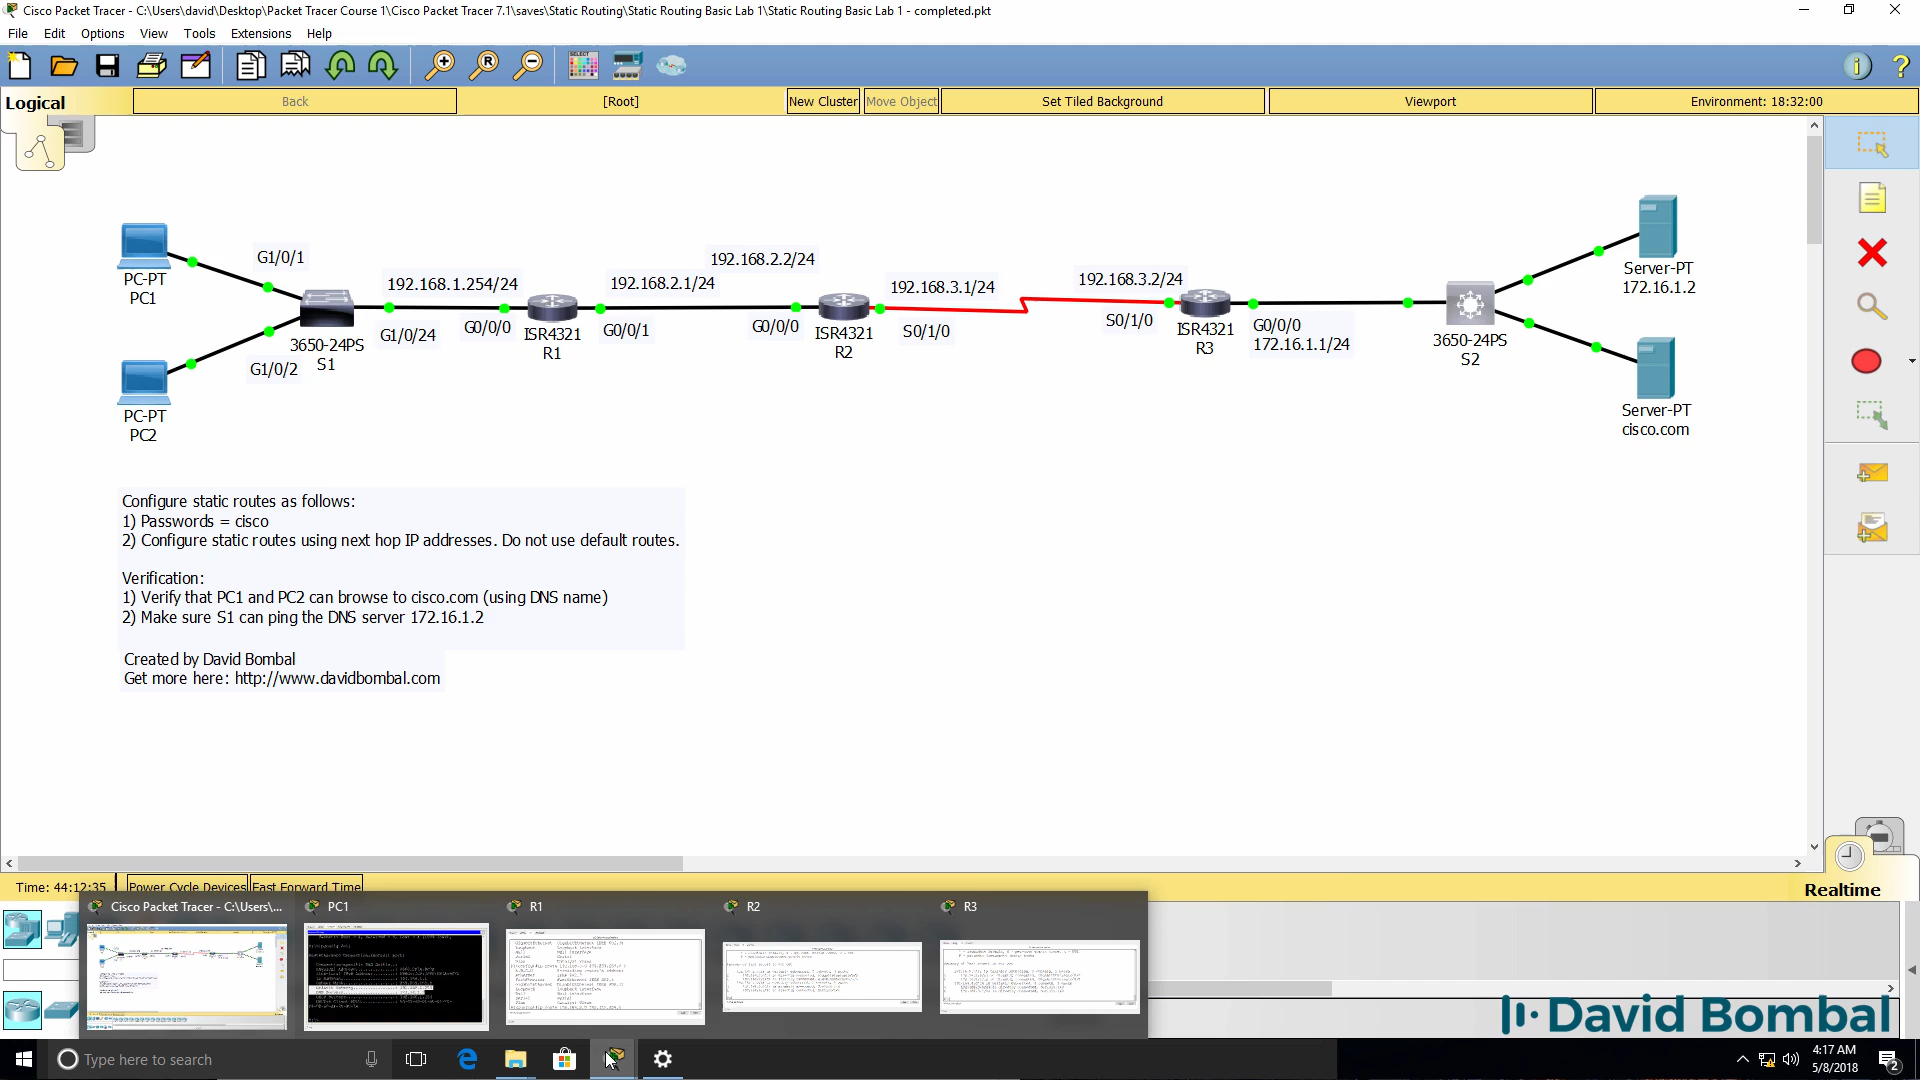 Cisco Packet Tracer - C:\Users\david\Desktop\Packet Tracer Course 1\Cisco Packet Tracer 7.1\saves\Static Routing\Static Routing Basic Lab 1\Static Routing Basic Lab 1 - completed.pkt
File Edit Options View Tools Extensions Help
Logical Back [Root] New Cluster Move Object Set Tiled Background Viewport Environment: 18:32:00
PC-PT
PC1
G1/0/1
PC-PT
PC2
G1/0/2
3650-24PS
S1
192.168.1.254/24
G1/0/24
G0/0/0
ISR4321
R1
192.168.2.1/24
G0/0/1
192.168.2.2/24
G0/0/0
ISR4321
R2
192.168.3.1/24
S0/1/0
192.168.3.2/24
S0/1/0
ISR4321
R3
G0/0/0
172.16.1.1/24
3650-24PS
S2
Server-PT
172.16.1.2
Server-PT
cisco.com
Configure static routes as follows:
1) Passwords = cisco
2) Configure static routes using next hop IP addresses. Do not use default routes.
Verification:
1) Verify that PC1 and PC2 can browse to cisco.com (using DNS name)
2) Make sure S1 can ping the DNS server 172.16.1.2
Created by David Bombal
Get more here: http://www.davidbombal.com
Time: 44:12:35 Power Cycle Devices Fast Forward Time
Realtime
Cisco Packet Tracer - C:\Users\... PC1 R1 R2 R3
David Bombal
Type here to search
4:17 AM
5/8/2018
2